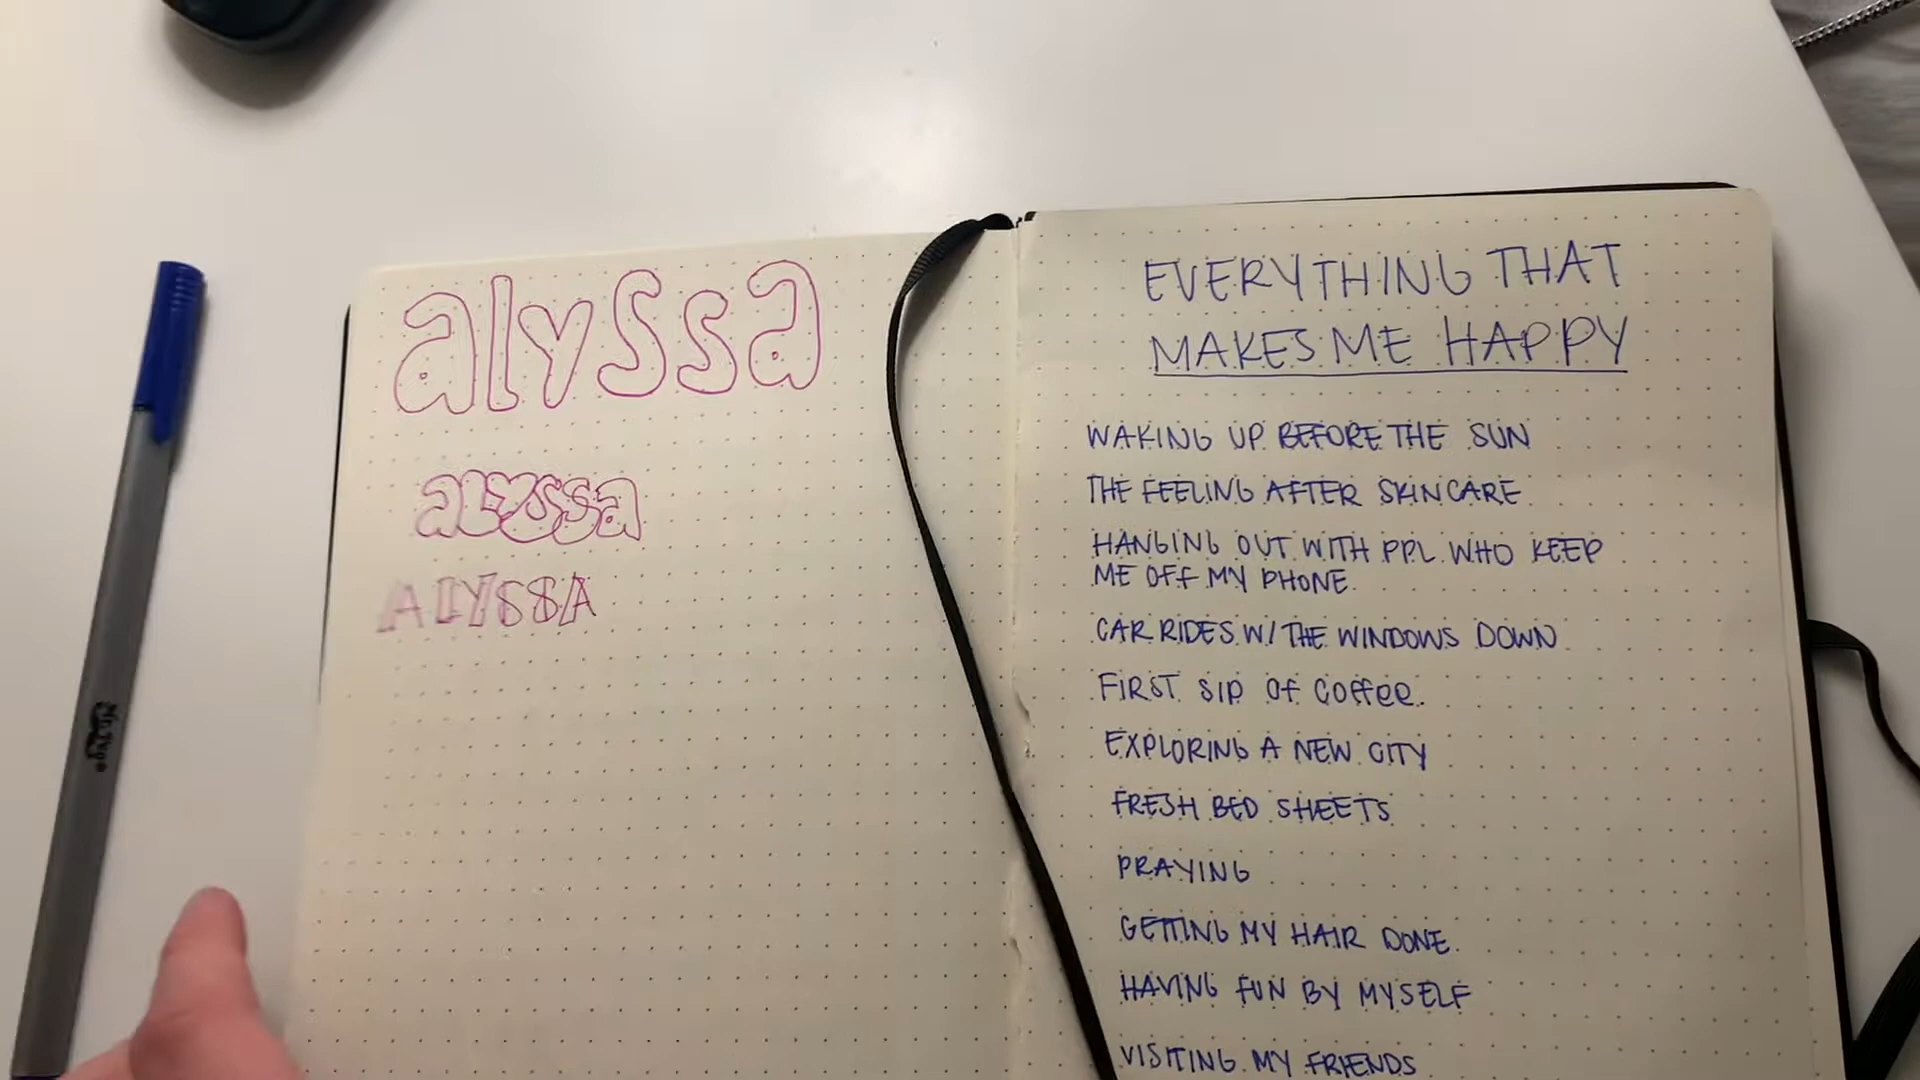 alyssa
alyssa
ALYSSA
EVERYTHING THAT
MAKES ME HAPPY
WAKING UP BEFORE THE SUN
THE FEELING AFTER SKINCARE
HANGING OUT WITH PPL WHO KEEP
ME OFF MY PHONE.
CAR RIDES W/ THE WINDOWS DOWN
FIRST SIP OF COFFEE.
EXPLORING A NEW CITY
FRESH BED SHEETS
PRAYING
GETTING MY HAIR DONE.
HAVING FUN BY MYSELF
VISITING MY FRIENDS